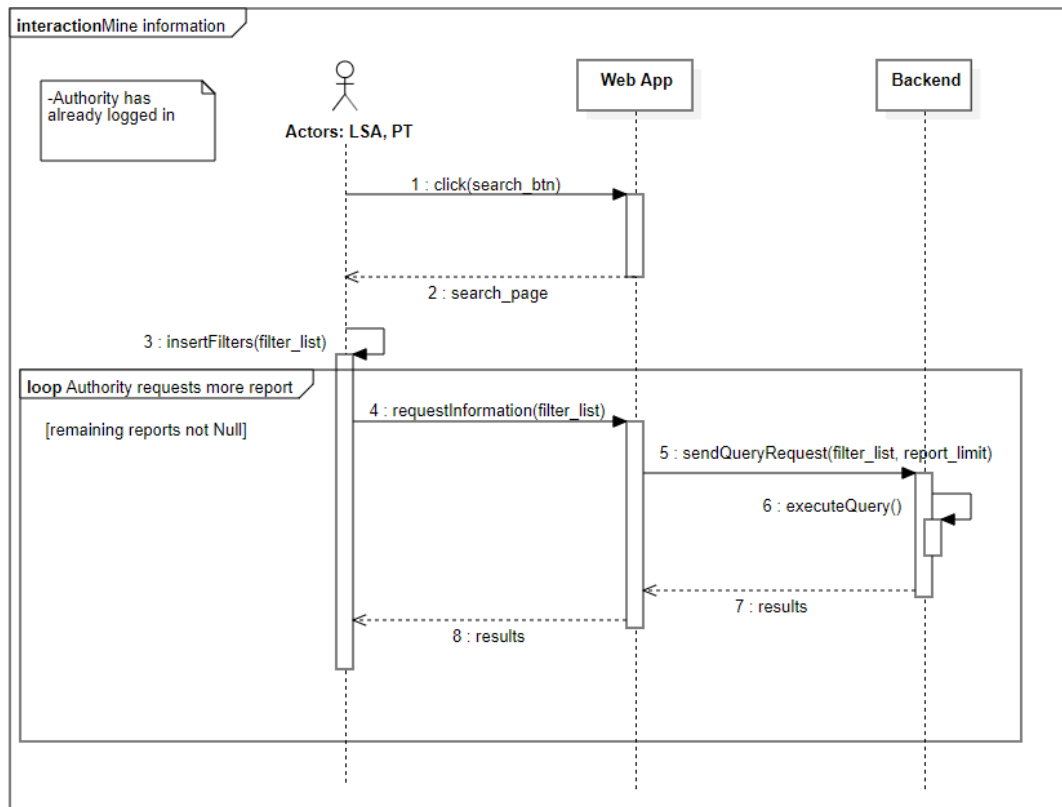 interactionMine information
-Authority has
already logged in
Actors: LSA, PT
Web App
Backend
1 : click(search_btn)
2 : search_page
3 : insertFilters(filter_list)
loop Authority requests more report
[remaining reports not Null]
4 : requestInformation(filter_list)
5 : sendQueryRequest(filter_list, report_limit)
6 : executeQuery()
7 : results
8 : results